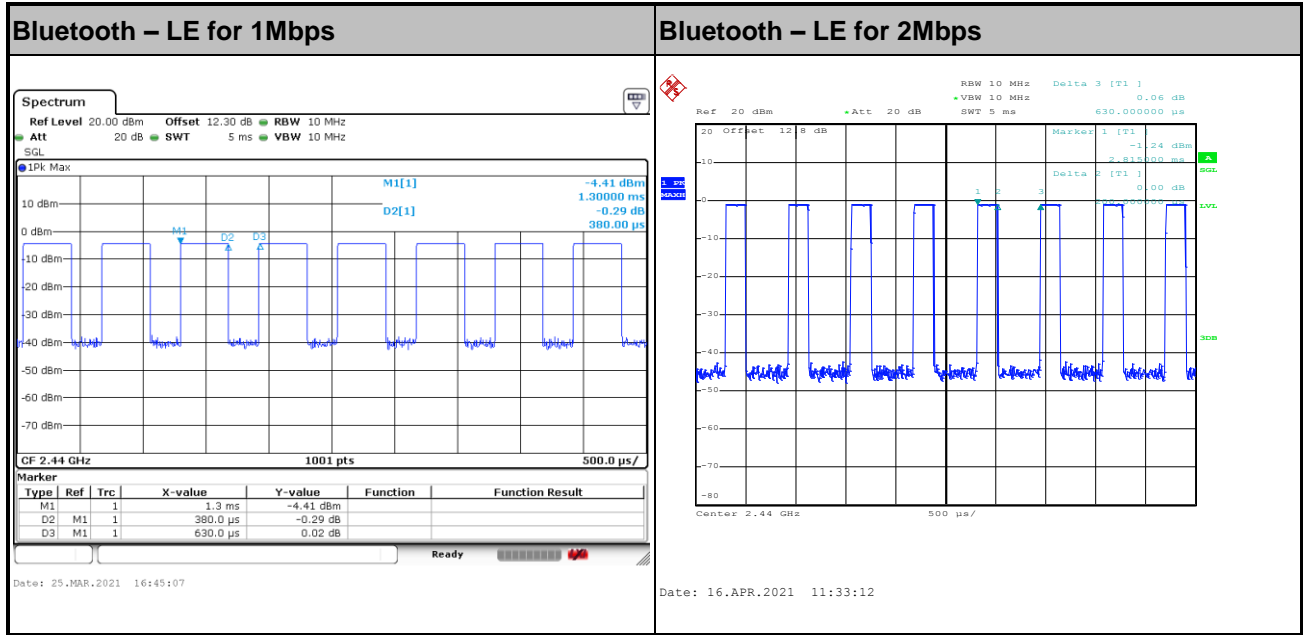 Bluetooth – LE for 1Mbps
Spectrum
Ref Level 20.00 dBm Offset 12.30 dB RBW 10 MHz
Att 20 dB SWT 5 ms VBW 10 MHz
SGL
1Pk Max
M1[1] -4.41 dBm
1.30000 ms
D2[1] -0.29 dB
380.00 µs
10 dBm
0 dBm
M1 D2 D3
-10 dBm
-20 dBm
-30 dBm
-40 dBm
-50 dBm
-60 dBm
-70 dBm
CF 2.44 GHz 1001 pts 500.0 µs/
Marker
Type Ref Trc X-value Y-value Function Function Result
M1 1 1.3 ms -4.41 dBm
D2 M1 1 380.0 µs -0.29 dB
D3 M1 1 630.0 µs 0.02 dB
Ready
Date: 25.MAR.2021 16:45:07
Bluetooth – LE for 2Mbps
RBW 10 MHz Delta 3 [T1 ]
VBW 10 MHz 0.06 dB
Ref 20 dBm Att 20 dB SWT 5 ms 630.000000 µs
20 Offset 12.8 dB Marker 1 [T1 ]
-1.24 dBm
10 2.815000 ms A
SGL
Delta 2 [T1 ]
1 PK
MAXH
0.00 dB
1 2 3
0
LVL
-10
-20
-30
3DB
-40
-50
-60
-70
-80
Center 2.44 GHz 500 µs/
Date: 16.APR.2021 11:33:12